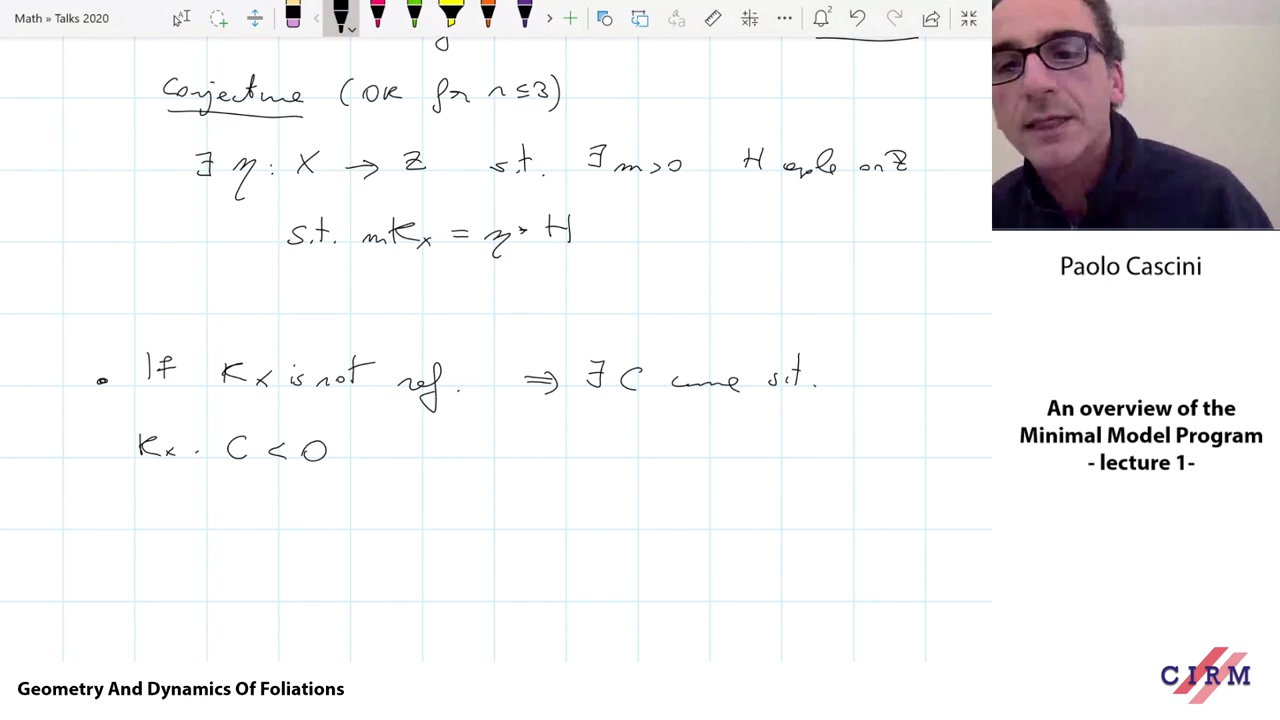 Math » Talks 2020
Conjecture (OK for n ≤ 3)
∃ η : X → Z s.t. ∃ m>0 H ample on Z
s.t. mK_X = η* H
• If K_X is not nef. ⇒ ∃ C curve s.t.
K_X . C < 0
Paolo Cascini
An overview of the
Minimal Model Program
- lecture 1-
CIRM
Geometry And Dynamics Of Foliations